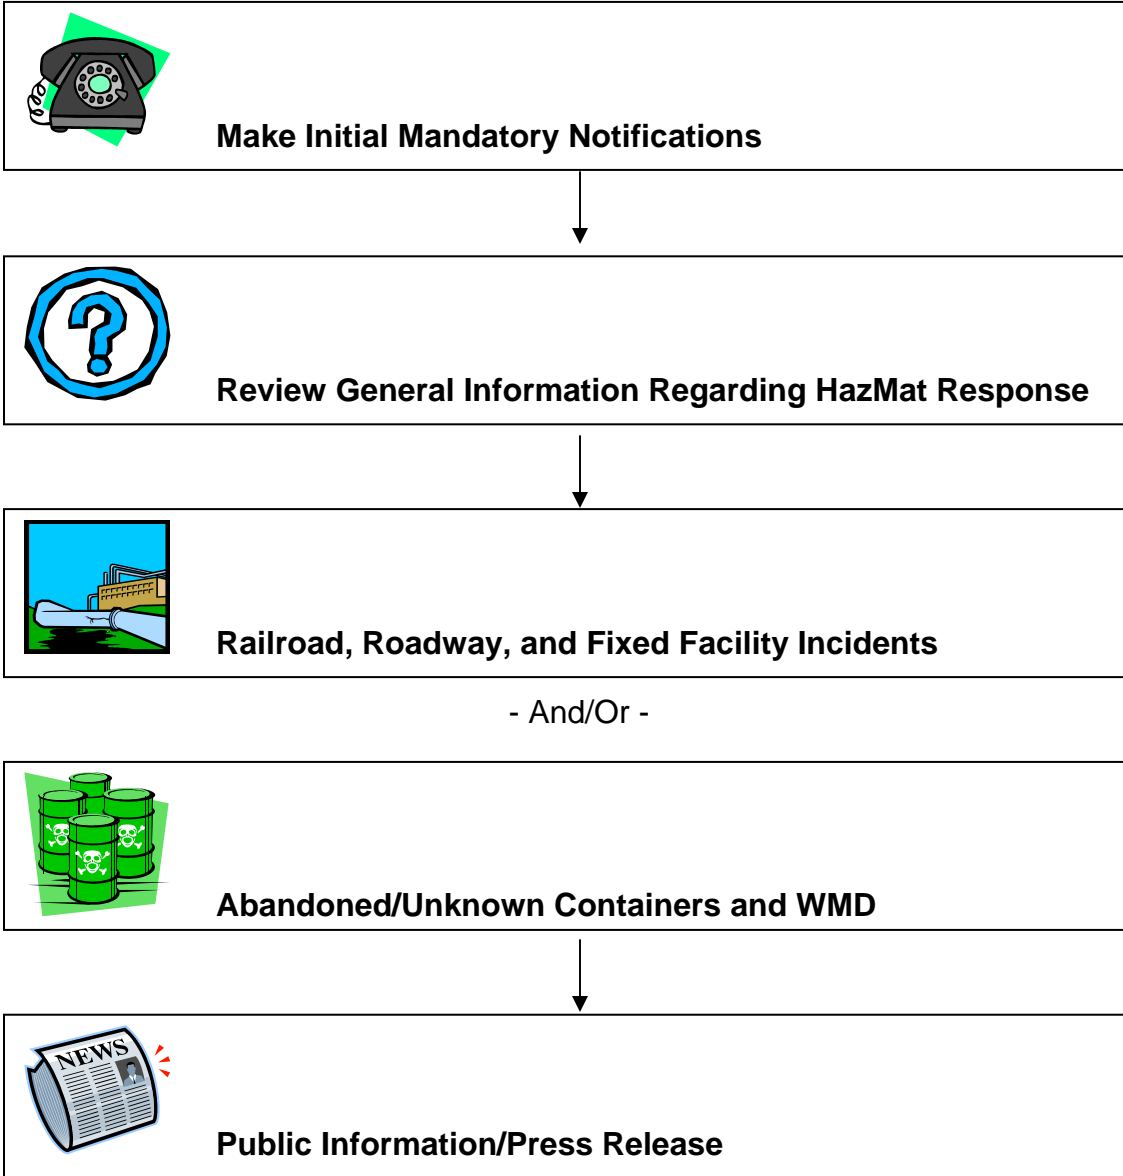 Make Initial Mandatory Notifications
Review General Information Regarding HazMat Response
Railroad, Roadway, and Fixed Facility Incidents
- And/Or -
Abandoned/Unknown Containers and WMD
NEWS
Public Information/Press Release